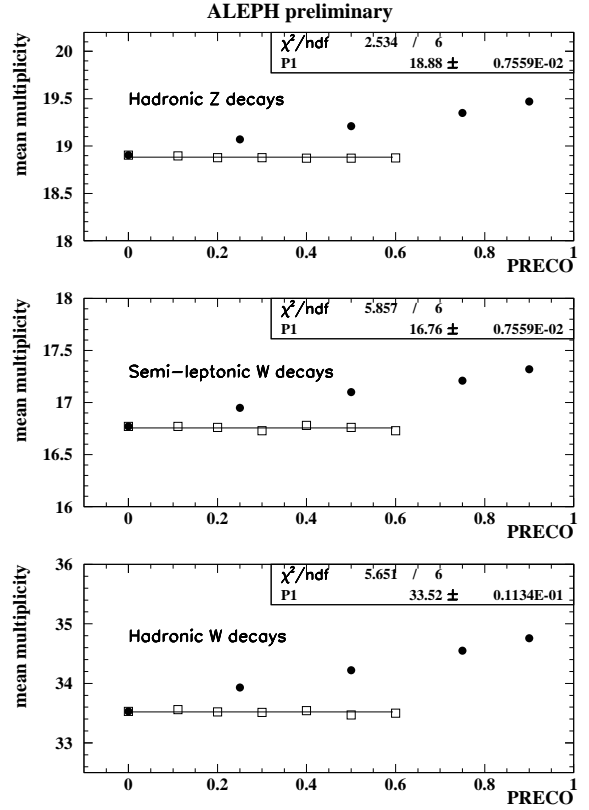 ALEPH preliminary
χ²/ndf 2.534 / 6
P1 18.88 ± 0.7559E-02
Hadronic Z decays
mean multiplicity
20
19.5
19
18.5
18
0 0.2 0.4 0.6 0.8 1
PRECO
χ²/ndf 5.857 / 6
P1 16.76 ± 0.7559E-02
Semi-leptonic W decays
mean multiplicity
18
17.5
17
16.5
16
0 0.2 0.4 0.6 0.8 1
PRECO
χ²/ndf 5.651 / 6
P1 33.52 ± 0.1134E-01
Hadronic W decays
mean multiplicity
36
35
34
33
0 0.2 0.4 0.6 0.8 1
PRECO